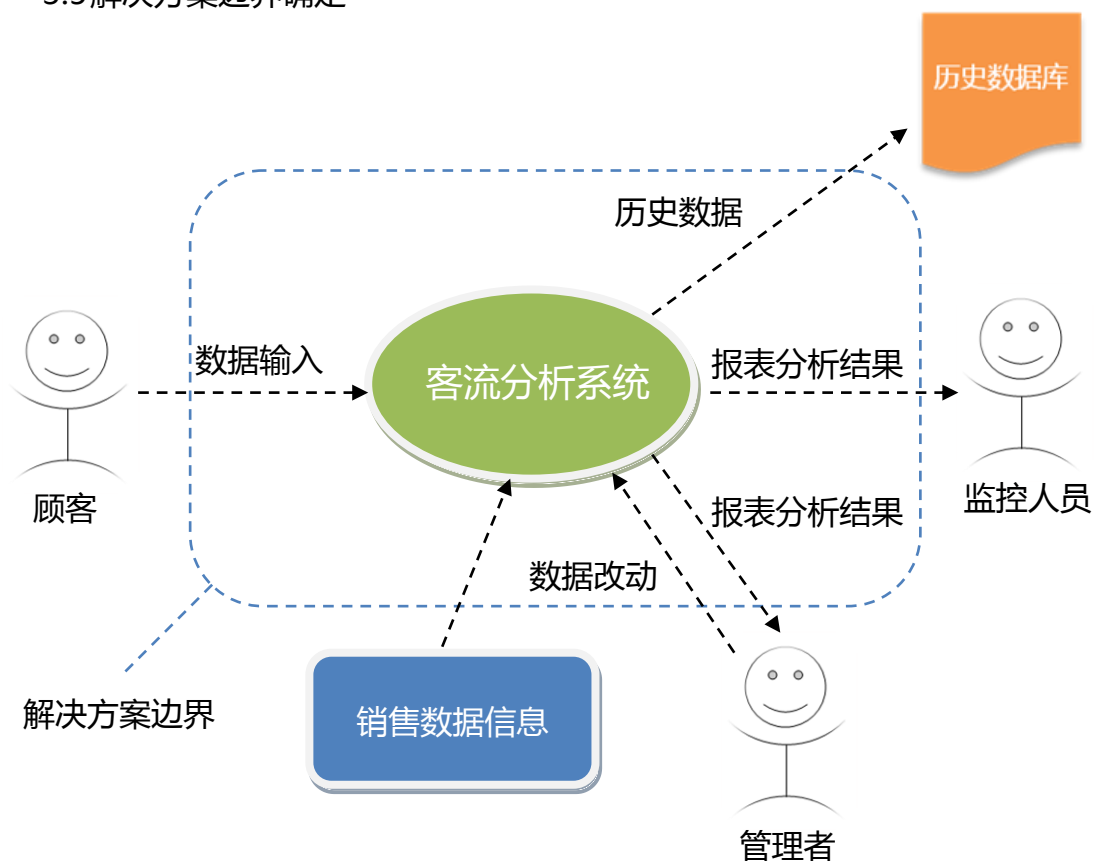 历史数据库
历史数据
数据输入
客流分析系统
报表分析结果
顾客
监控人员
报表分析结果
数据改动
解决方案边界
销售数据信息
管理者